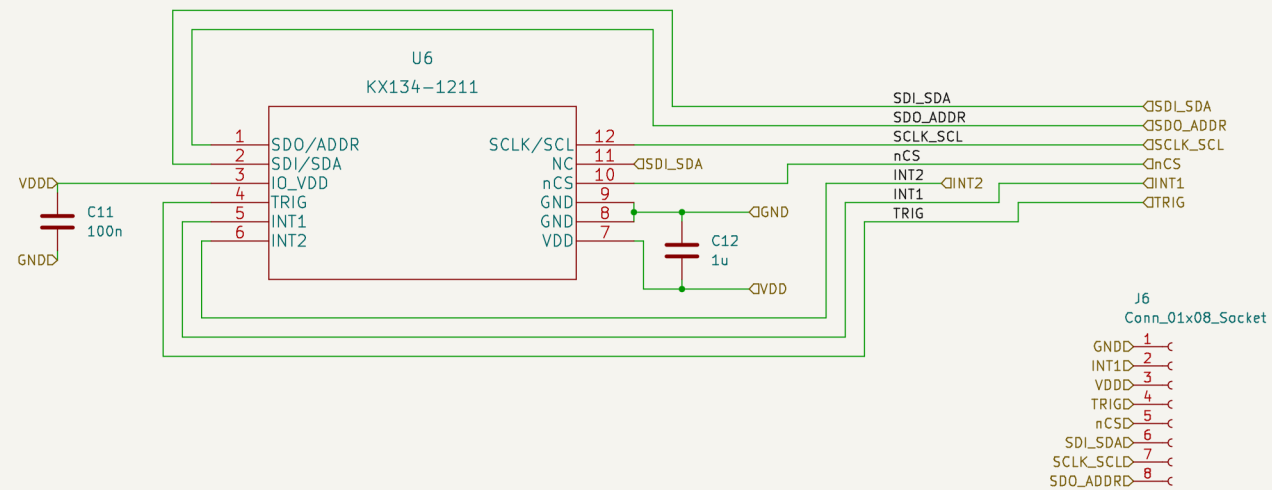 U6
KX134-1211
1 SDO/ADDR
2 SDI/SDA
3 IO_VDD
4 TRIG
5 INT1
6 INT2
SCLK/SCL 12
NC 11
nCS 10
GND 9
GND 8
VDD 7
VDD
C11
100n
GND
SDI_SDA
GND
C12
1u
VDD
SDI_SDA
SDO_ADDR
SCLK_SCL
nCS
INT2
INT1
TRIG
INT2
SDI_SDA
SDO_ADDR
SCLK_SCL
nCS
INT1
TRIG
J6
Conn_01x08_Socket
GND 1
INT1 2
VDD 3
TRIG 4
nCS 5
SDI_SDA 6
SCLK_SCL 7
SDO_ADDR 8